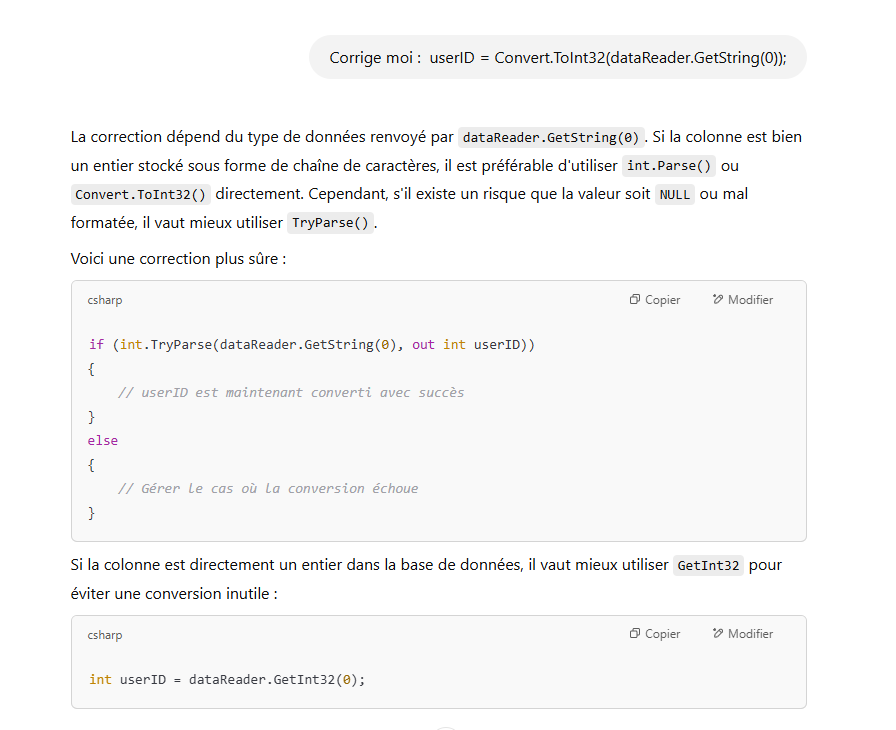 Corrige moi : userID = Convert.ToInt32(dataReader.GetString(0));
La correction dépend du type de données renvoyé par dataReader.GetString(0). Si la colonne est bien
un entier stocké sous forme de chaîne de caractères, il est préférable d'utiliser int.Parse() ou
Convert.ToInt32() directement. Cependant, s'il existe un risque que la valeur soit NULL ou mal
formatée, il vaut mieux utiliser TryParse().
Voici une correction plus sûre :
csharp Copier Modifier
if (int.TryParse(dataReader.GetString(0), out int userID))
{
    // userID est maintenant converti avec succès
}
else
{
    // Gérer le cas où la conversion échoue
}
Si la colonne est directement un entier dans la base de données, il vaut mieux utiliser GetInt32 pour
éviter une conversion inutile :
csharp Copier Modifier
int userID = dataReader.GetInt32(0);